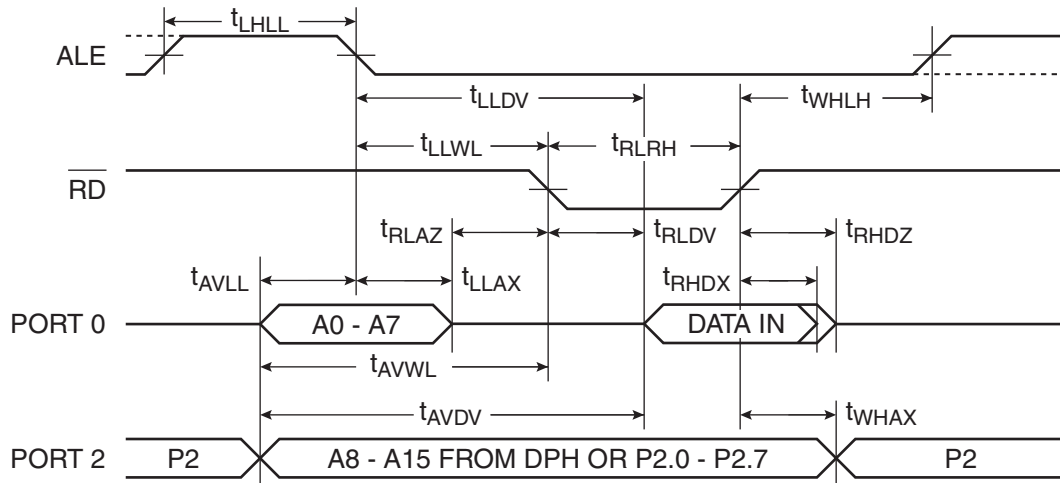 tLHLL
ALE
tLLDV
tWHLH
tLLWL
tRLRH
RD
tRLAZ
tRLDV
tRHDZ
tAVLL
tLLAX
tRHDX
PORT 0
A0 - A7
DATA IN
tAVWL
tAVDV
tWHAX
PORT 2
P2
A8 - A15 FROM DPH OR P2.0 - P2.7
P2